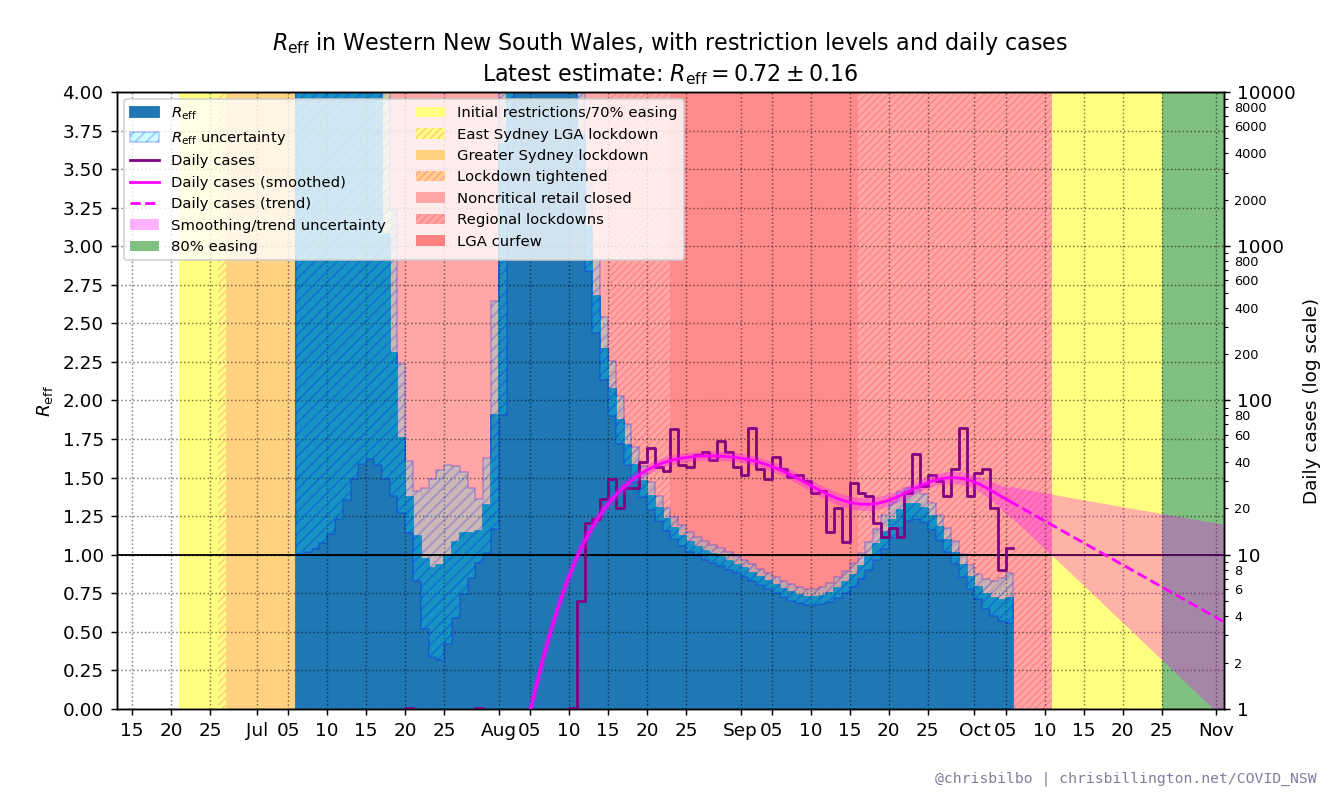 R_eff in Western New South Wales, with restriction levels and daily cases
Latest estimate: R_eff = 0.72 ± 0.16
R_eff
R_eff uncertainty
Daily cases
Daily cases (smoothed)
Daily cases (trend)
Smoothing/trend uncertainty
80% easing
Initial restrictions/70% easing
East Sydney LGA lockdown
Greater Sydney lockdown
Lockdown tightened
Noncritical retail closed
Regional lockdowns
LGA curfew
R_eff
4.00
3.75
3.50
3.25
3.00
2.75
2.50
2.25
2.00
1.75
1.50
1.25
1.00
0.75
0.50
0.25
0.00
10000
8000
6000
4000
2000
1000
800
600
400
200
100
80
60
40
20
10
8
6
4
2
1
Daily cases (log scale)
15 20 25 Jul 05 10 15 20 25 Aug 05 10 15 20 25 Sep 05 10 15 20 25 Oct 05 10 15 20 25 Nov
@chrisbilbo | chrisbillington.net/COVID_NSW